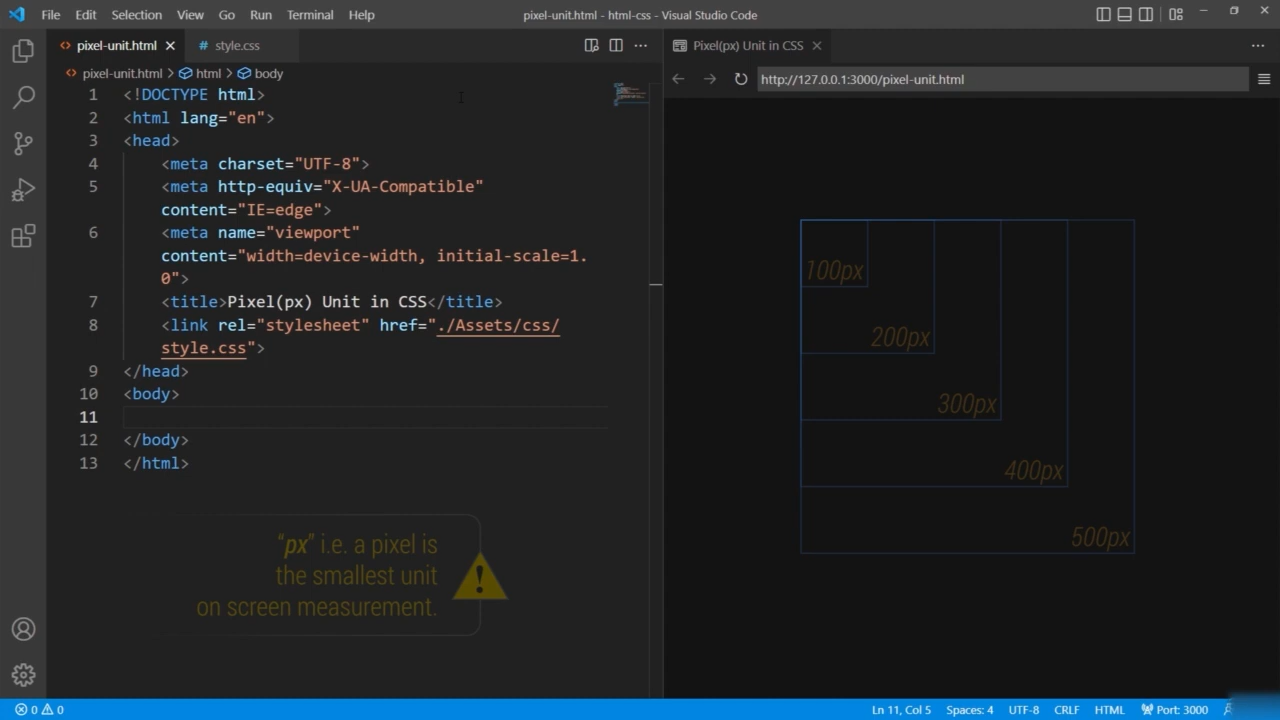 File Edit Selection View Go Run Terminal Help pixel-unit.html - html-css - Visual Studio Code
pixel-unit.html # style.css
pixel-unit.html > html > body
1 <!DOCTYPE html>
2 <html lang="en">
3 <head>
4 <meta charset="UTF-8">
5 <meta http-equiv="X-UA-Compatible"
content="IE=edge">
6 <meta name="viewport"
content="width=device-width, initial-scale=1.
0">
7 <title>Pixel(px) Unit in CSS</title>
8 <link rel="stylesheet" href="./Assets/css/
style.css">
9 </head>
10 <body>
11
12 </body>
13 </html>
"px" i.e. a pixel is
the smallest unit
on screen measurement.
Pixel(px) Unit in CSS
http://127.0.0.1:3000/pixel-unit.html
100px
200px
300px
400px
500px
0 0 Ln 11, Col 5 Spaces: 4 UTF-8 CRLF HTML Port: 3000